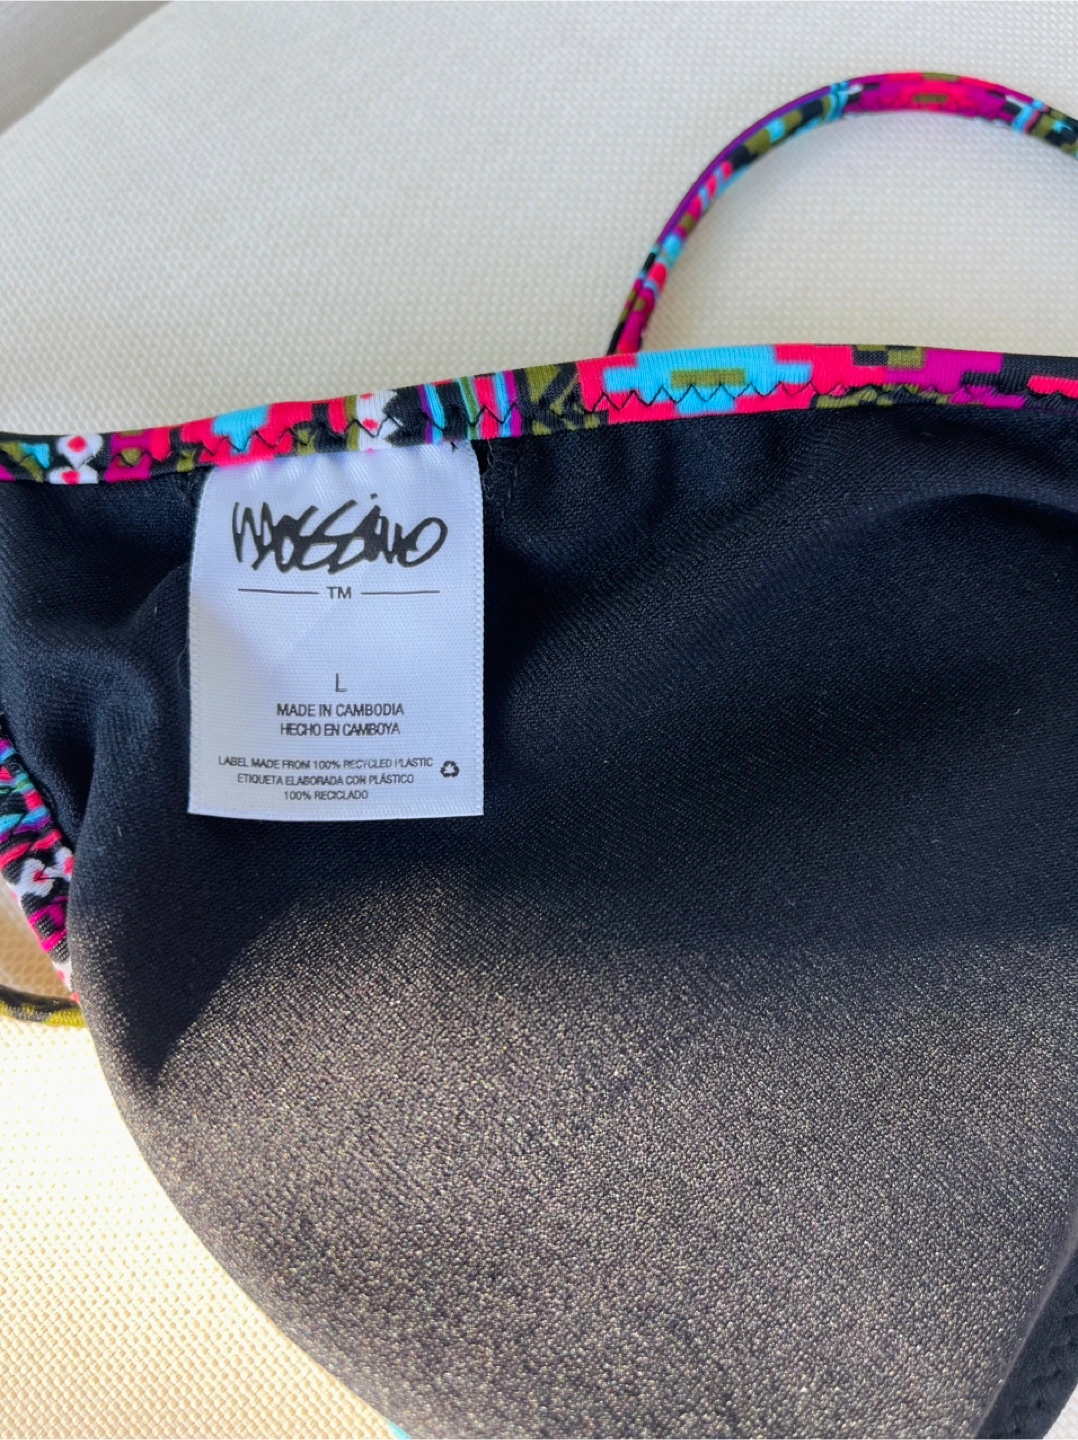 mossimo
TM
L
MADE IN CAMBODIA
HECHO EN CAMBOYA
LABEL MADE FROM 100% RECYCLED PLASTIC
ETIQUETA ELABORADA CON PLÁSTICO
100% RECICLADO